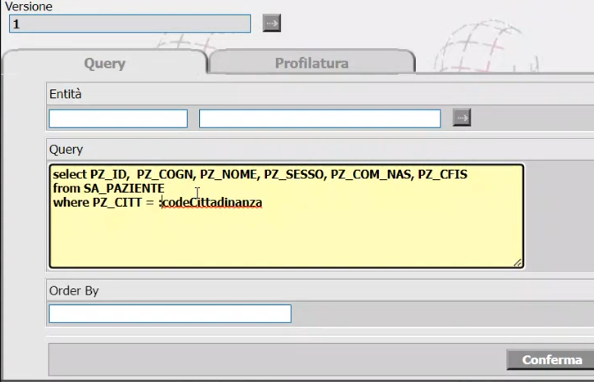 Versione
1
Query
Profilatura
Entità
Query
select PZ_ID, PZ_COGN, PZ_NOME, PZ_SESSO, PZ_COM_NAS, PZ_CFIS
from SA_PAZIENTE
where PZ_CITT = :codeCittadinanza
Order By
Conferma